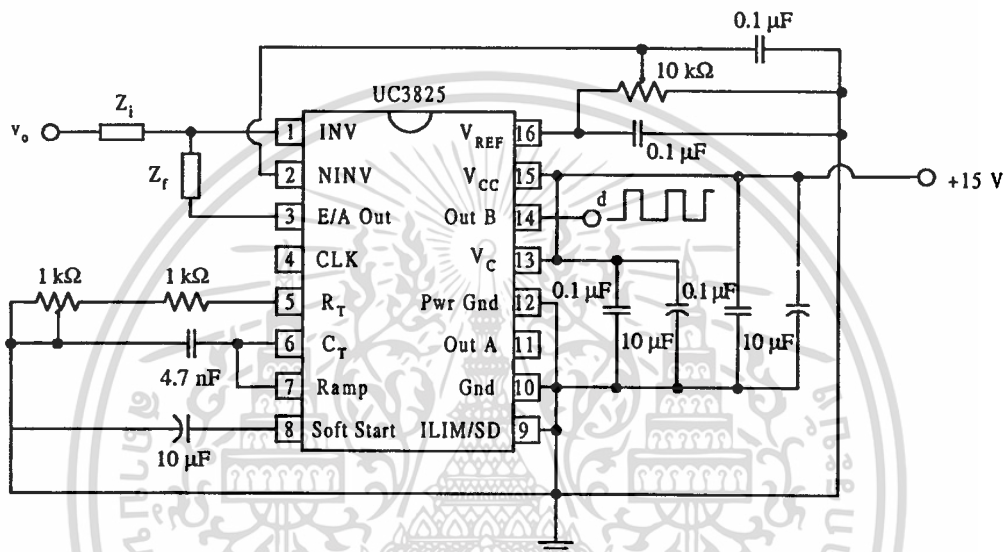 0.1 µF
10 kΩ
UC3825
Z_i
v_o
1 INV
V_REF 16
0.1 µF
Z_f
2 NINV
V_CC 15
+15 V
3 E/A Out
Out B 14
d
4 CLK
V_C 13
1 kΩ
1 kΩ
5 R_T
Pwr Gnd 12
0.1 µF
0.1 µF
10 µF
10 µF
6 C_T
Out A 11
4.7 nF
7 Ramp
Gnd 10
8 Soft Start
ILIM/SD 9
10 µF